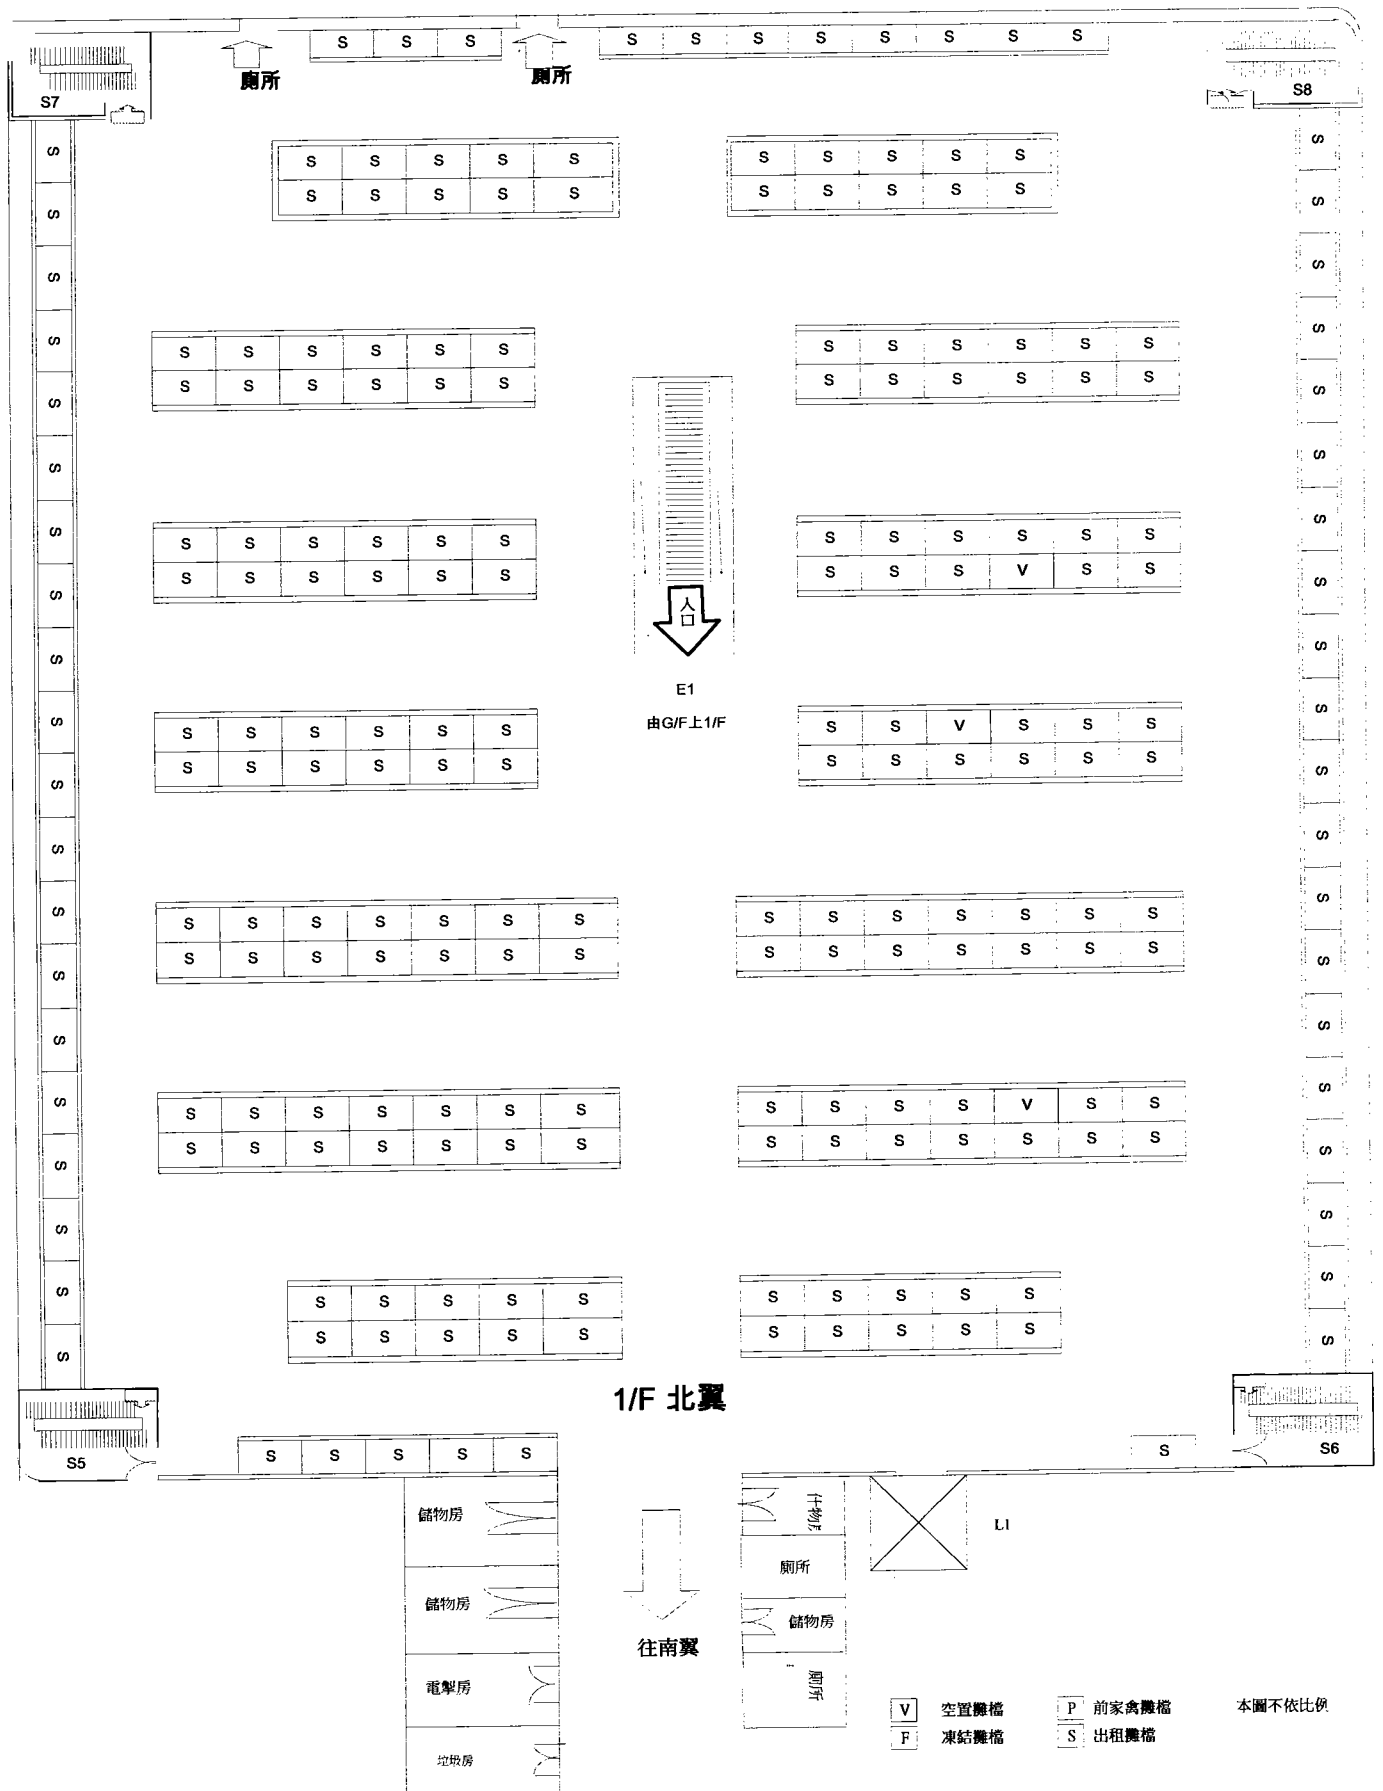 S S S S S S S S S S S
廁所 廁所
S7 S8
S S S S S S S S S S
S S S S S S S S S S
S S S S S S S S S S S S
S S S S S S S S S S S S
S S S S S S S S S S S S
S S S S S S S S S V S S
入口
E1
由G/F上1/F
S S S S S S S S V S S S
S S S S S S S S S S S S
S S S S S S S S S S S S S S
S S S S S S S S S S S S S S
S S S S S S S S S S S V S S
S S S S S S S S S S S S S S
S S S S S S S S S S
S S S S S S S S S S
S S S S S S S S S S S S S S S S S S S S
S S S S S S S S S S S S S S S S S S S S
1/F 北翼
S5 S S S S S S S6
儲物房
什物房
L1
廁所
儲物房
儲物房
往南翼
電掣房
廁所
垃圾房
V 空置攤檔
P 前家禽攤檔
本圖不依比例
F 凍結攤檔
S 出租攤檔